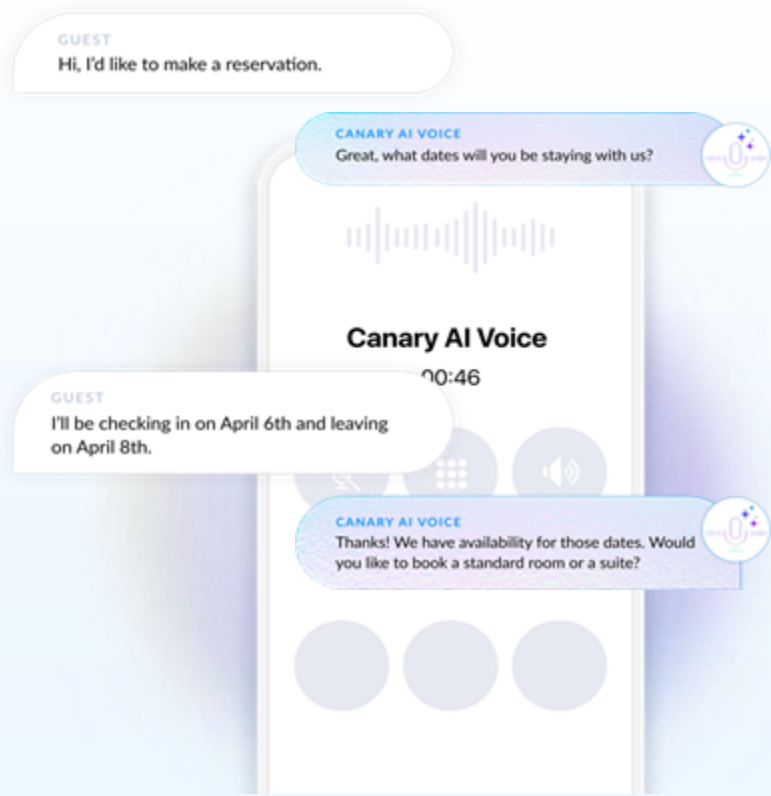 GUEST
Hi, I'd like to make a reservation.
CANARY AI VOICE
Great, what dates will you be staying with us?
Canary AI Voice
00:46
GUEST
I'll be checking in on April 6th and leaving
on April 8th.
CANARY AI VOICE
Thanks! We have availability for those dates. Would
you like to book a standard room or a suite?